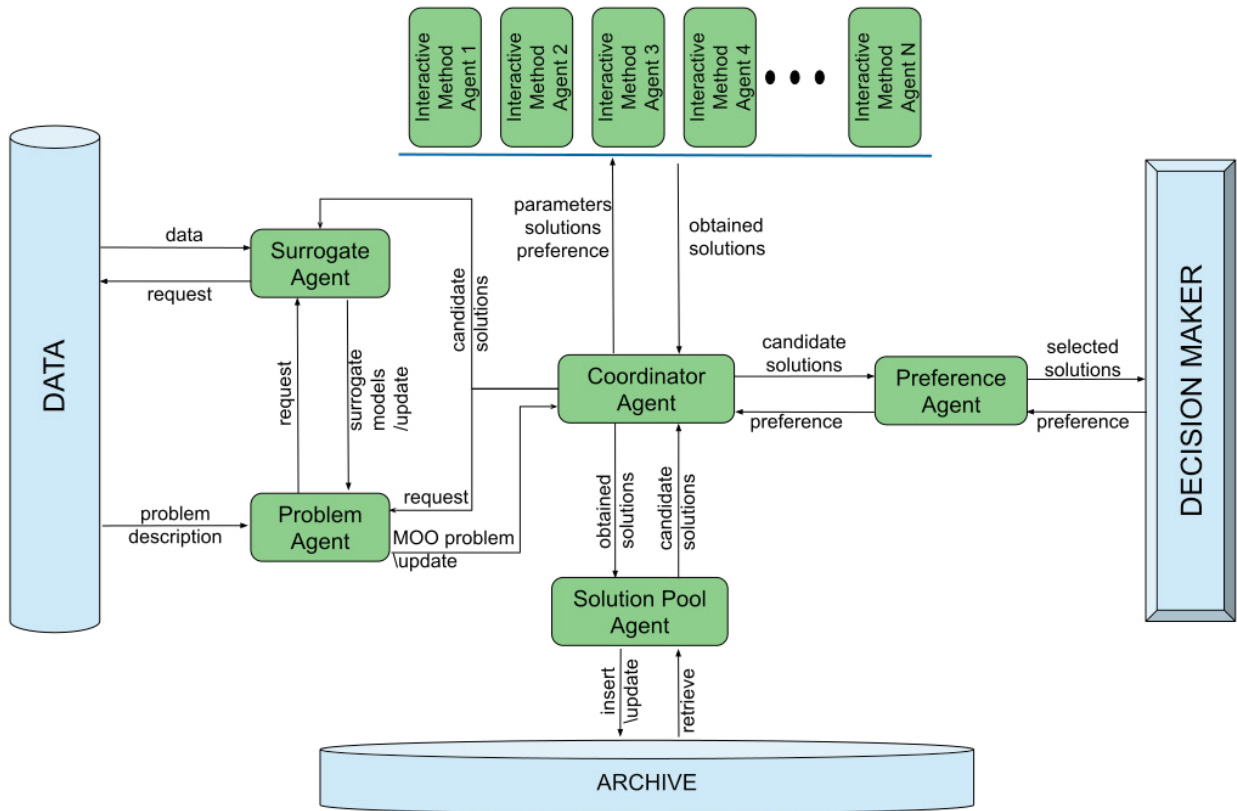 Interactive
Method
Agent 1
Interactive
Method
Agent 2
Interactive
Method
Agent 3
Interactive
Method
Agent 4
Interactive
Method
Agent N
parameters
solutions
preference
obtained
solutions
data
Surrogate
Agent
request
candidate
solutions
DATA
request
surrogate
models
/update
Coordinator
Agent
candidate
solutions
preference
Preference
Agent
selected
solutions
preference
DECISION MAKER
problem
description
Problem
Agent
request
MOO problem
\update
obtained
solutions
candidate
solutions
Solution Pool
Agent
insert
\update
retrieve
ARCHIVE